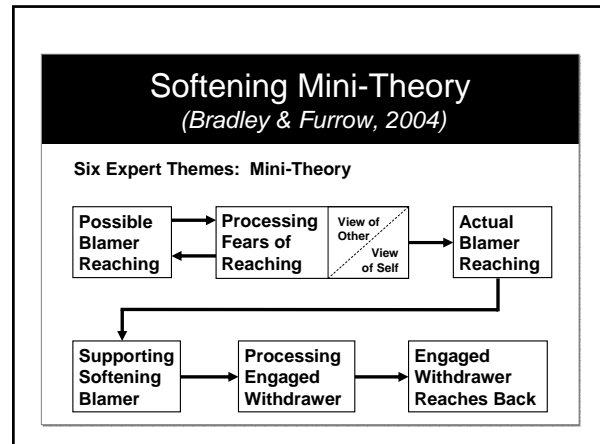 Softening Mini-Theory
(Bradley & Furrow, 2004)
Six Expert Themes: Mini-Theory
Possible
Blamer
Reaching
Processing
Fears of
Reaching
View of
Other
View
of Self
Actual
Blamer
Reaching
Supporting
Softening
Blamer
Processing
Engaged
Withdrawer
Engaged
Withdrawer
Reaches Back